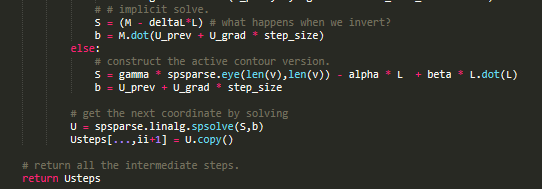 # # implicit solve.
S = (M - deltaL*L) # what happens when we invert?
b = M.dot(U_prev + U_grad * step_size)
else:
# construct the active contour version.
S = gamma * spsparse.eye(len(v),len(v)) - alpha * L  + beta * L.dot(L)
b = U_prev + U_grad * step_size
# get the next coordinate by solving
U = spsparse.linalg.spsolve(S,b)
Usteps[...,ii+1] = U.copy()
# return all the intermediate steps.
return Usteps